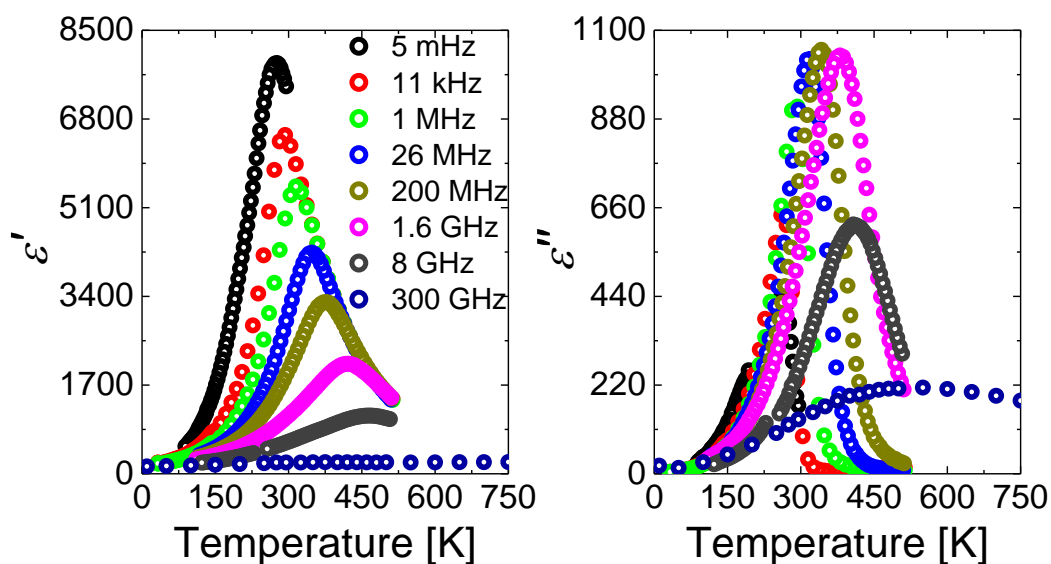 8500
6800
5100
3400
1700
0
ε'
5 mHz
11 kHz
1 MHz
26 MHz
200 MHz
1.6 GHz
8 GHz
300 GHz
0 150 300 450 600 750
Temperature [K]
1100
880
660
440
220
0
ε"
0 150 300 450 600 750
Temperature [K]